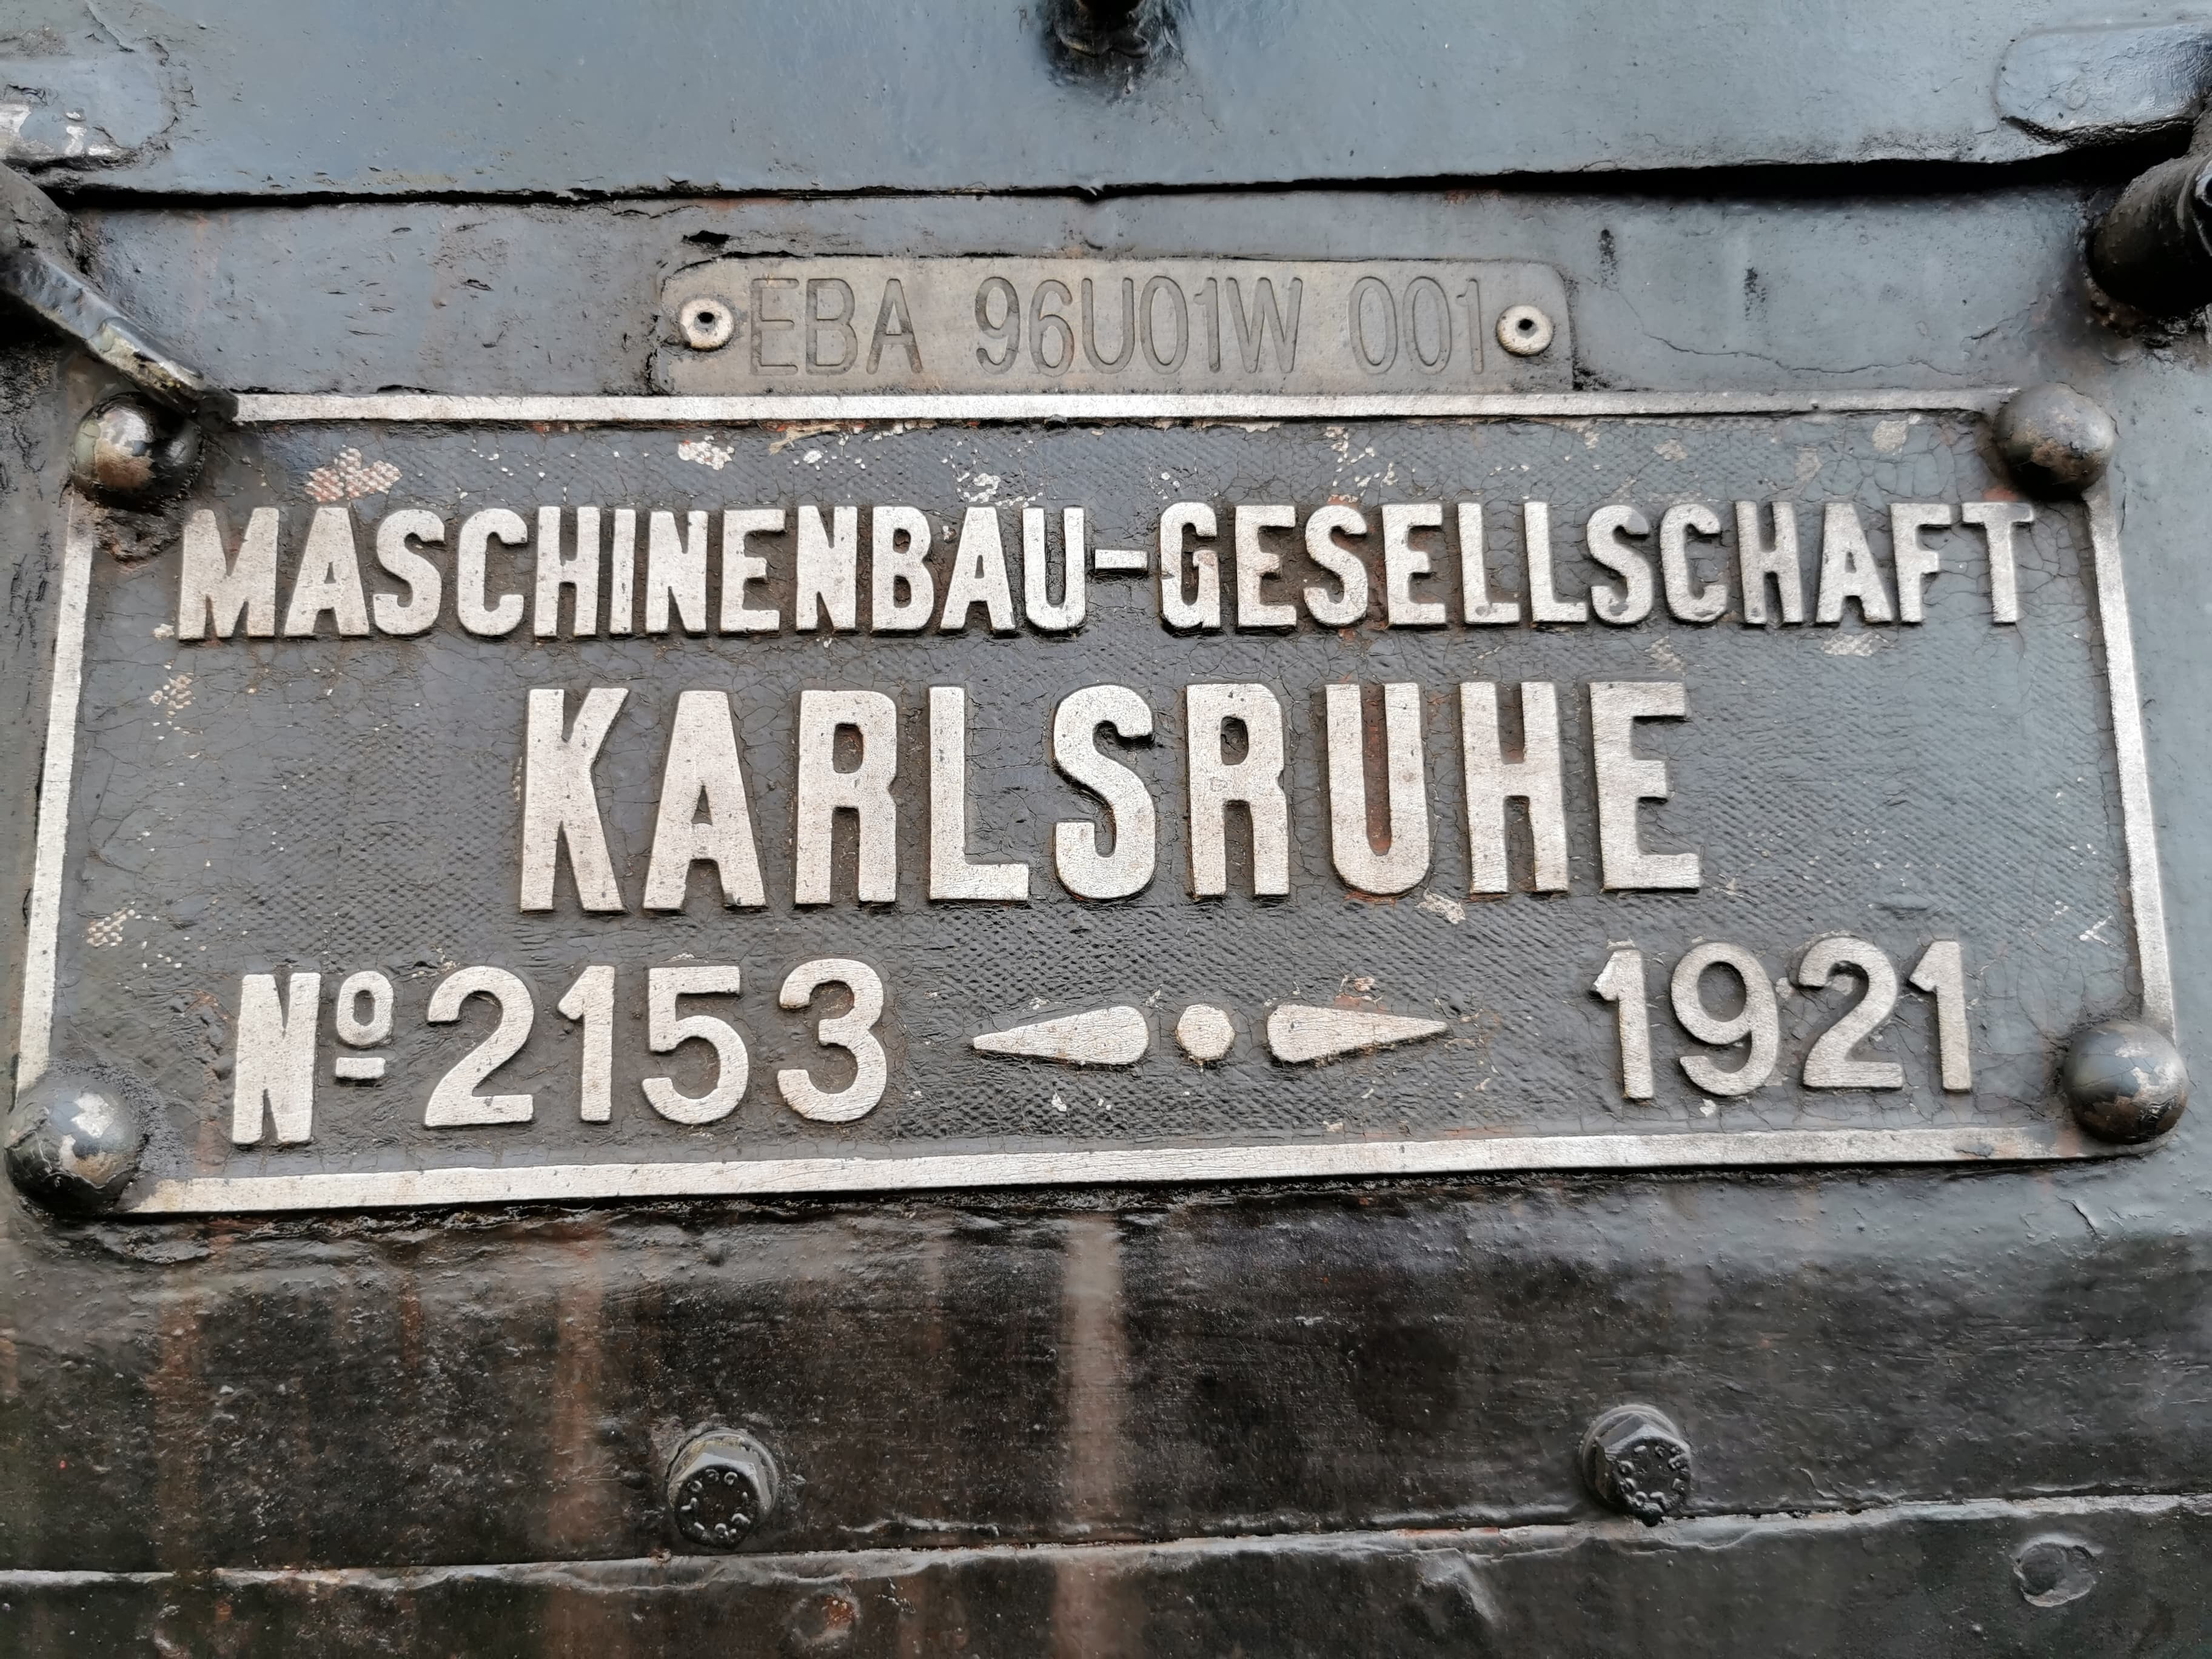 EBA 96U01W 001
MASCHINENBAU-GESELLSCHAFT
KARLSRUHE
Nº 2153 1921